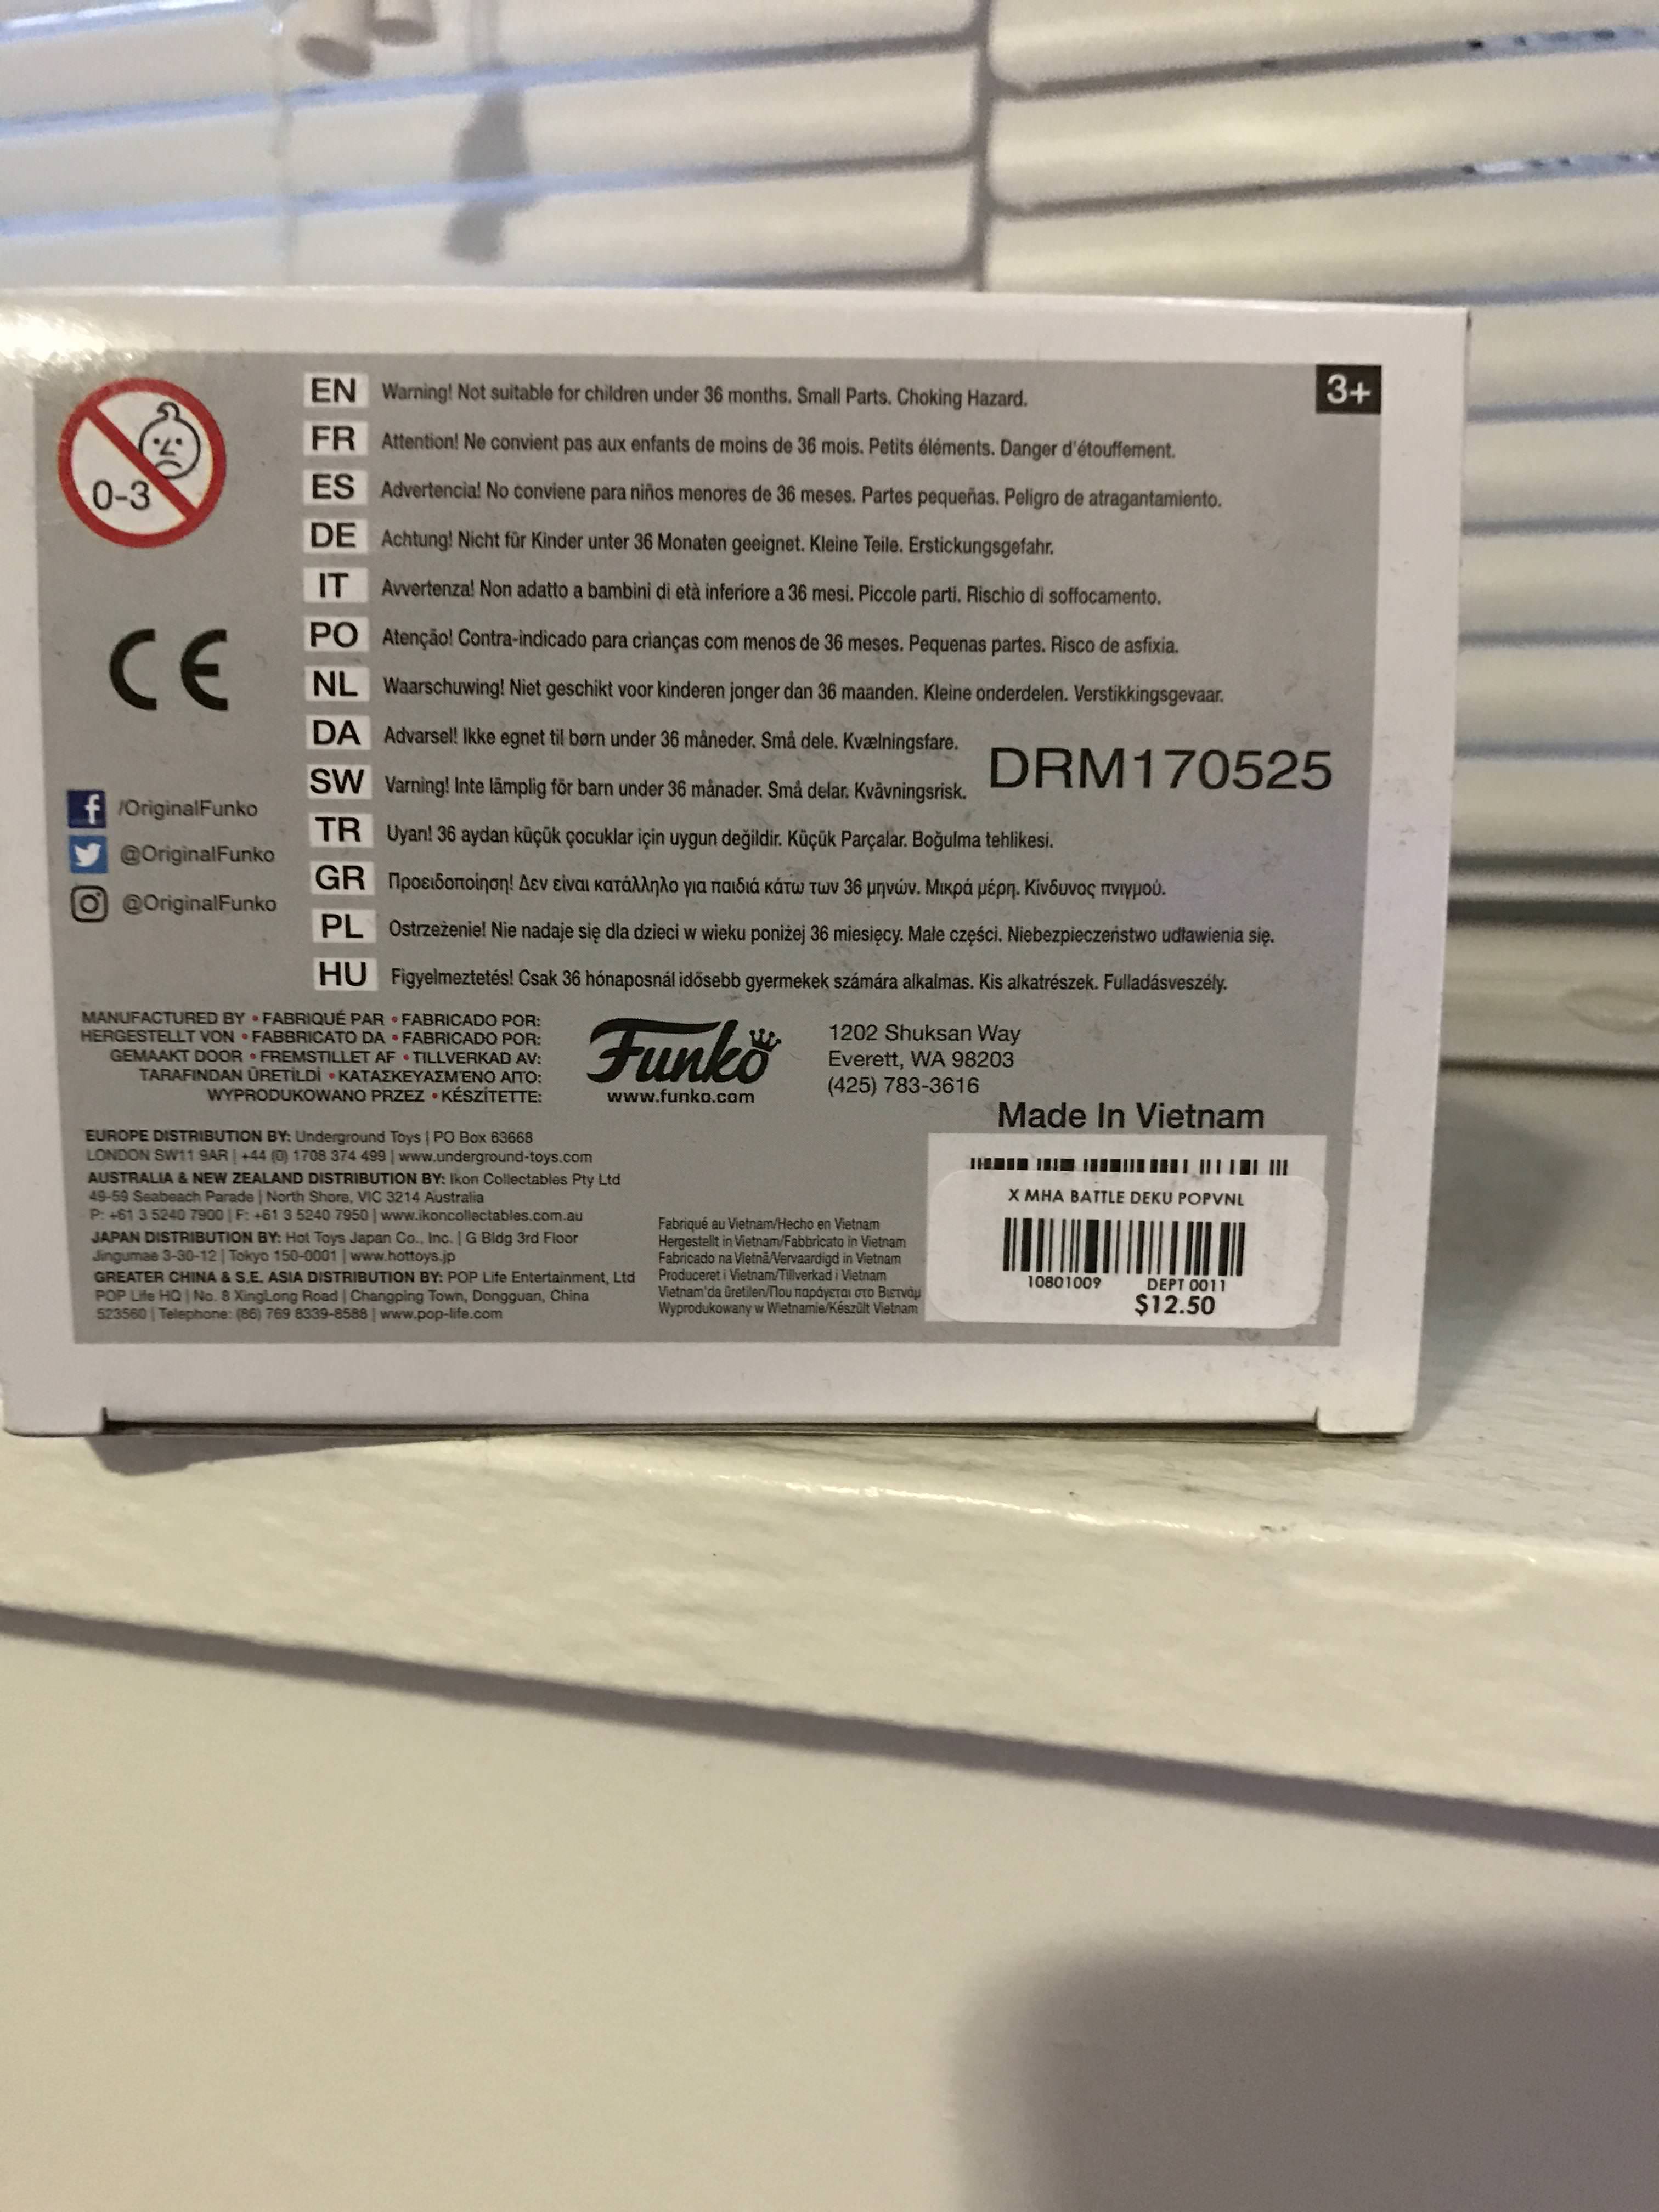 0-3
EN Warning! Not suitable for children under 36 months. Small Parts. Choking Hazard.
3+
FR Attention! Ne convient pas aux enfants de moins de 36 mois. Petits éléments. Danger d'étouffement.
ES Advertencia! No conviene para niños menores de 36 meses. Partes pequeñas. Peligro de atragantamiento.
DE Achtung! Nicht für Kinder unter 36 Monaten geeignet. Kleine Teile. Erstickungsgefahr.
IT Avvertenza! Non adatto a bambini di età inferiore a 36 mesi. Piccole parti. Rischio di soffocamento.
PO Atenção! Contra-indicado para crianças com menos de 36 meses. Pequenas partes. Risco de asfixia.
NL Waarschuwing! Niet geschikt voor kinderen jonger dan 36 maanden. Kleine onderdelen. Verstikkingsgevaar.
DA Advarsel! Ikke egnet til børn under 36 måneder. Små dele. Kvælningsfare.
SW Varning! Inte lämplig för barn under 36 månader. Små delar. Kvävningsrisk.
DRM170525
TR Uyarı! 36 aydan küçük çocuklar için uygun değildir. Küçük Parçalar. Boğulma tehlikesi.
GR Προειδοποίηση! Δεν είναι κατάλληλο για παιδιά κάτω των 36 μηνών. Μικρά μέρη. Κίνδυνος πνιγμού.
PL Ostrzeżenie! Nie nadaje się dla dzieci w wieku poniżej 36 miesięcy. Małe części. Niebezpieczeństwo udławienia się.
HU Figyelmeztetés! Csak 36 hónaposnál idősebb gyermekek számára alkalmas. Kis alkatrészek. Fulladásveszély.
CE
/OriginalFunko
@OriginalFunko
@OriginalFunko
MANUFACTURED BY • FABRIQUÉ PAR • FABRICADO POR:
HERGESTELLT VON • FABBRICATO DA • FABRICADO POR:
GEMAAKT DOOR • FREMSTILLET AF • TILLVERKAD AV:
TARAFINDAN ÜRETİLDİ • ΚΑΤΑΣΚΕΥΑΣΜΈΝΟ ΑΠΌ:
WYPRODUKOWANO PRZEZ • KÉSZÍTETTE:
Funko
www.funko.com
1202 Shuksan Way
Everett, WA 98203
(425) 783-3616
Made In Vietnam
EUROPE DISTRIBUTION BY: Underground Toys | PO Box 63668
LONDON SW11 9AR | +44 (0) 1708 374 499 | www.underground-toys.com
AUSTRALIA & NEW ZEALAND DISTRIBUTION BY: Ikon Collectables Pty Ltd
49-59 Seabeach Parade | North Shore, VIC 3214 Australia
P: +61 3 5240 7900 | F: +61 3 5240 7950 | www.ikoncollectables.com.au
JAPAN DISTRIBUTION BY: Hot Toys Japan Co., Inc. | G Bldg 3rd Floor
Jingumae 3-30-12 | Tokyo 150-0001 | www.hottoys.jp
GREATER CHINA & S.E. ASIA DISTRIBUTION BY: POP Life Entertainment, Ltd
POP Life HQ | No. 8 XingLong Road | Changping Town, Dongguan, China
523560 | Telephone: (86) 769 8339-8588 | www.pop-life.com
Fabriqué au Vietnam/Hecho en Vietnam
Hergestellt in Vietnam/Fabbricato in Vietnam
Fabricado na Vietnã/Vervaardigd in Vietnam
Produceret i Vietnam/Tillverkad i Vietnam
Vietnam'da üretilen/Που παράγεται στο Βιετνάμ
Wyprodukowany w Wietnamie/Készült Vietnam
X MHA BATTLE DEKU POPVNL
10801009 DEPT 0011
$12.50